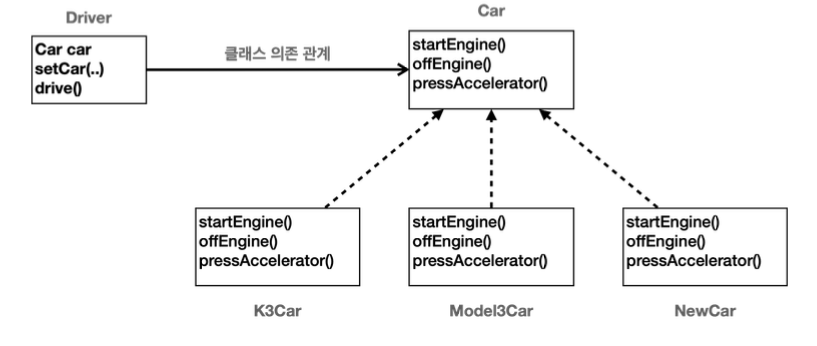 Driver
Car car
setCar(..)
drive()
클래스 의존 관계
Car
startEngine()
offEngine()
pressAccelerator()
startEngine()
offEngine()
pressAccelerator()
K3Car
startEngine()
offEngine()
pressAccelerator()
Model3Car
startEngine()
offEngine()
pressAccelerator()
NewCar